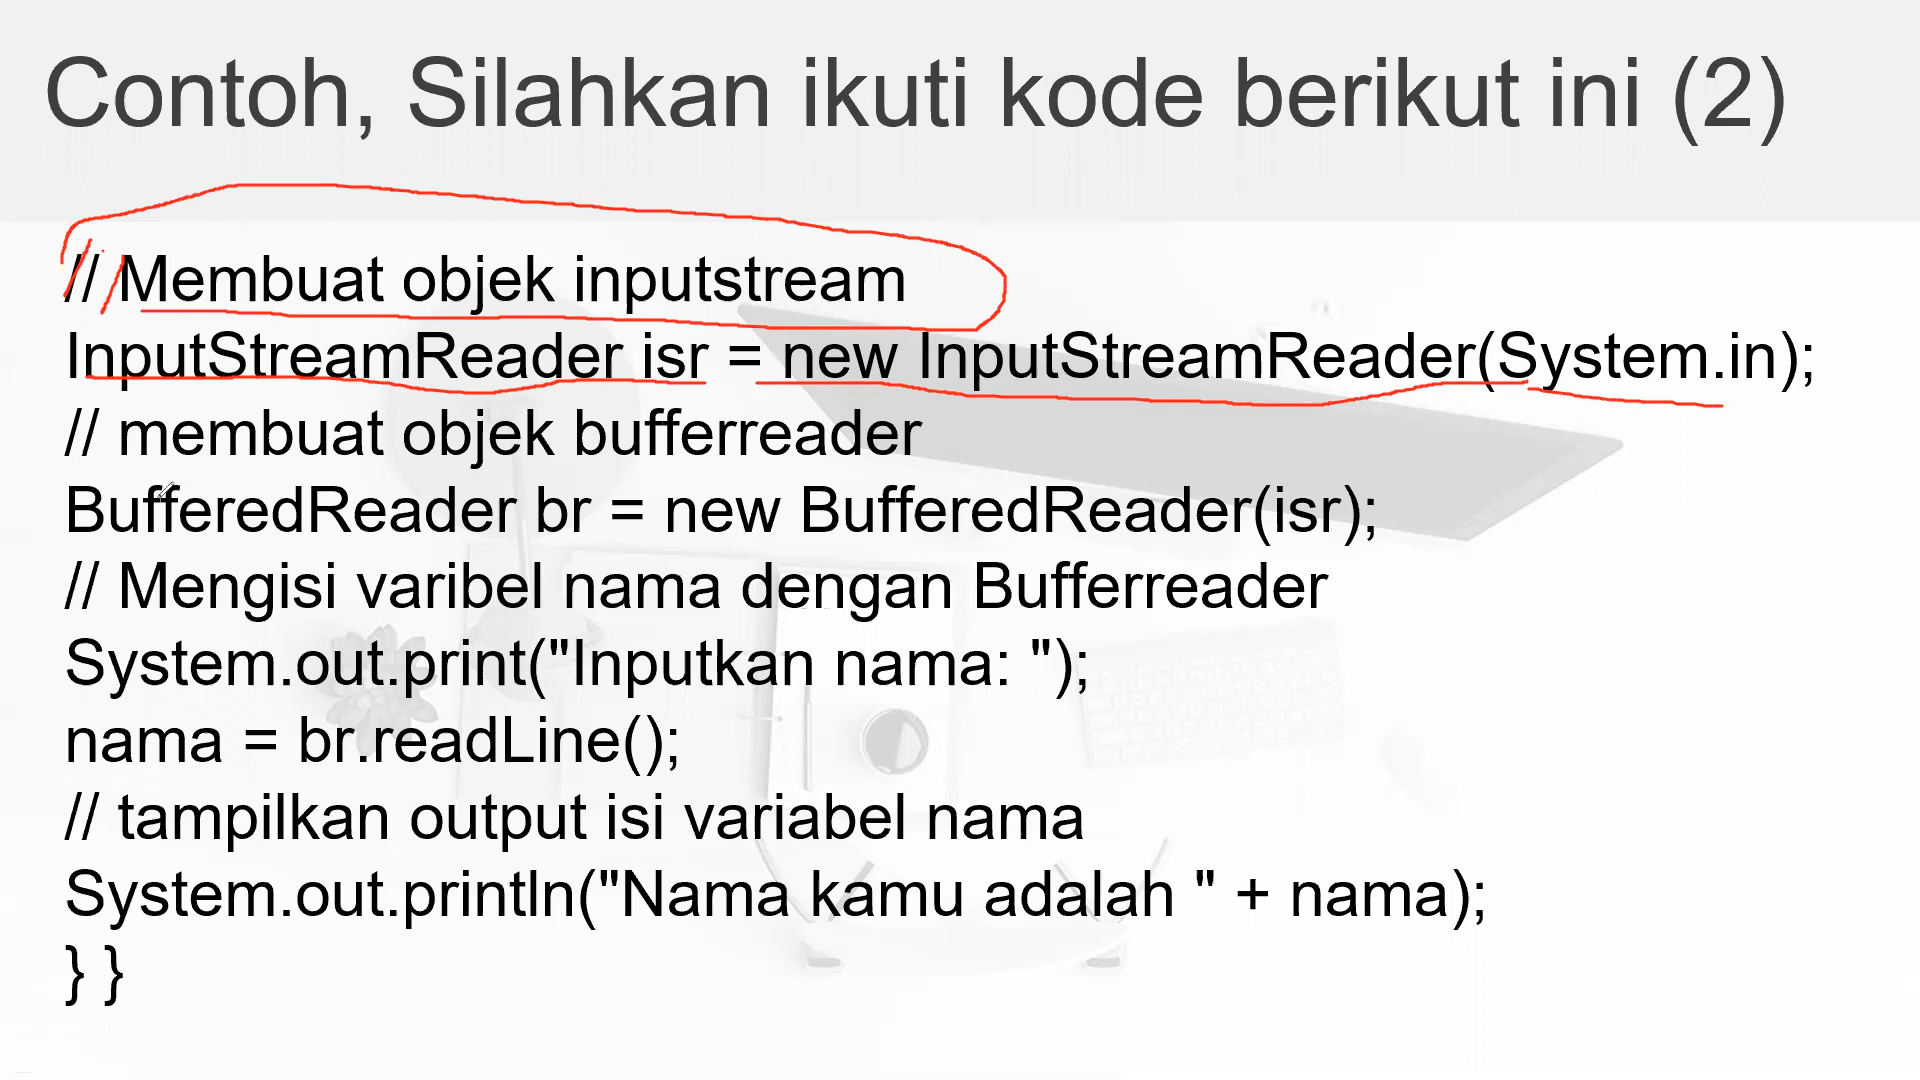 Contoh, Silahkan ikuti kode berikut ini (2)
// Membuat objek inputstream
InputStreamReader isr = new InputStreamReader(System.in);
// membuat objek bufferreader
BufferedReader br = new BufferedReader(isr);
// Mengisi varibel nama dengan Bufferreader
System.out.print("Inputkan nama: ");
nama = br.readLine();
// tampilkan output isi variabel nama
System.out.println("Nama kamu adalah " + nama);
} }